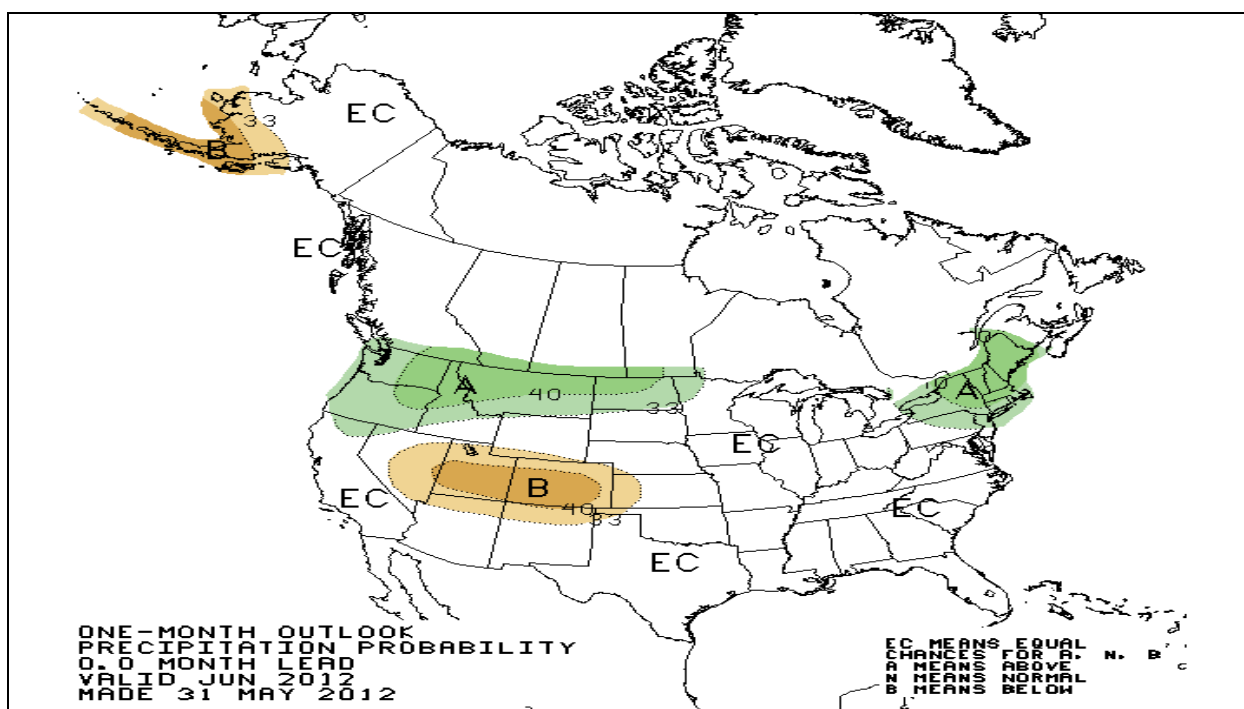 EC
33
B
EC
A
40
33
40
A
EC
B
EC
40
33
EC
EC
ONE-MONTH OUTLOOK
PRECIPITATION PROBABILITY
0.0 MONTH LEAD
VALID JUN 2012
MADE 31 MAY 2012
EC MEANS EQUAL
CHANCES FOR A, N, B
A MEANS ABOVE
N MEANS NORMAL
B MEANS BELOW